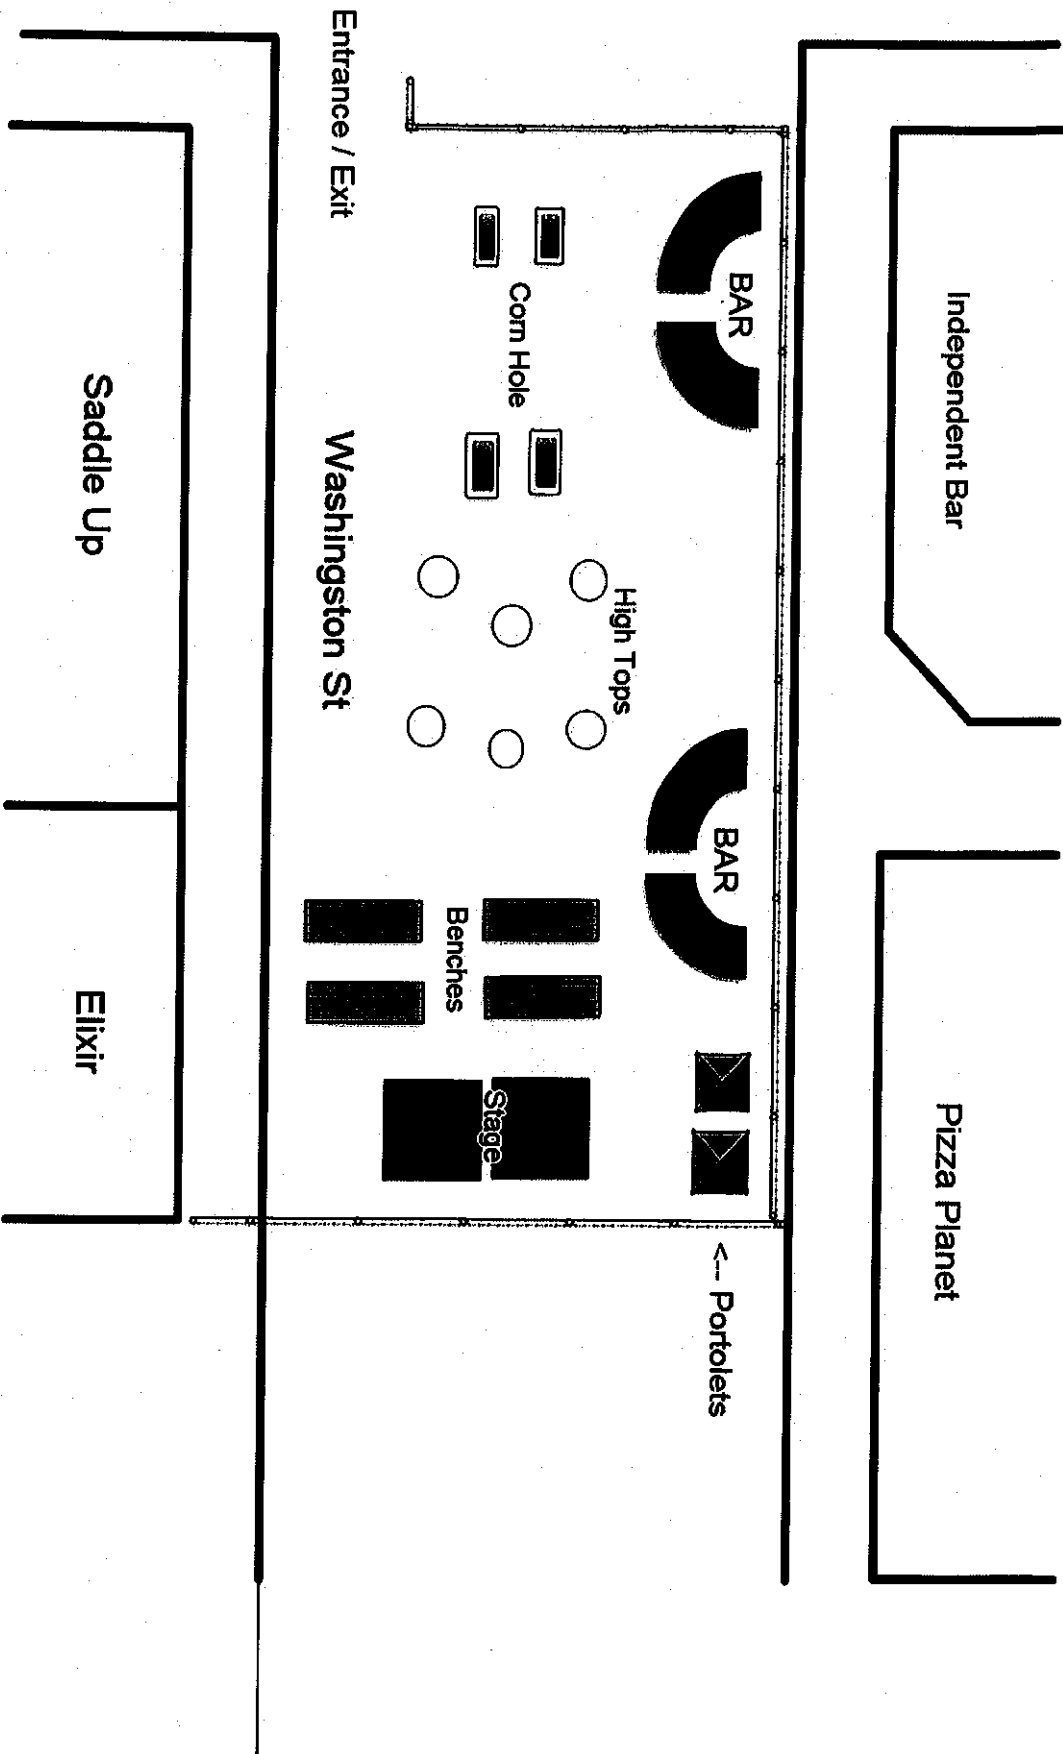 Independent Bar
Pizza Planet
BAR
BAR
<--- Portolets
High Tops
Corn Hole
Stage
Benches
Entrance / Exit
Washingston St
Saddle Up
Elixir